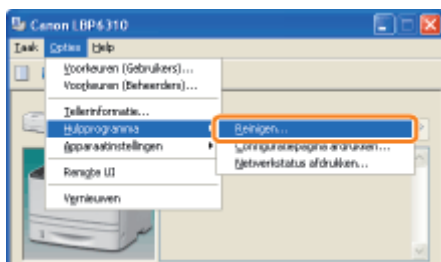 Canon LBP6310
Taak Opties Help
Voorkeuren (Gebruikers)...
Voorkeuren (Beheerders)...
Tellerinformatie...
Hulpprogramma
Reinigen...
Apparaatinstellingen
Configuratiepagina afdrukken...
Netwerkstatus afdrukken...
Remote UI
Vernieuwen